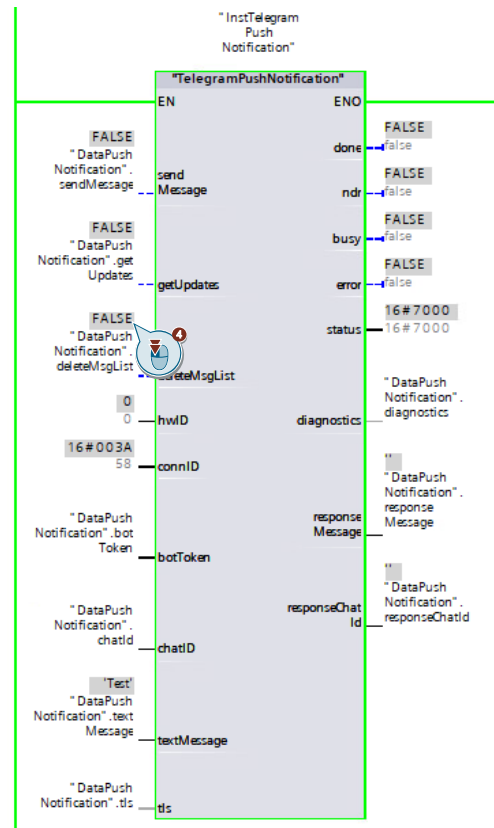 "InstTelegram
Push
Notification"
"TelegramPushNotification"
EN
ENO
FALSE
"DataPush
Notification".
sendMessage
send
Message
FALSE
"DataPush
Notification".get
Updates
getUpdates
FALSE
"DataPush
Notification".
deleteMsgList
4
deleteMsgList
0
0
hwID
16#003A
58
connID
"DataPush
Notification".bot
Token
botToken
"DataPush
Notification".
chatId
chatID
'Test'
"DataPush
Notification".text
Message
textMessage
"DataPush
Notification".tls
tls
done
FALSE
false
ndr
FALSE
false
busy
FALSE
false
error
FALSE
false
status
16#7000
16#7000
diagnostics
"DataPush
Notification".
diagnostics
response
Message
''
"DataPush
Notification".
response
Message
responseChat
Id
''
"DataPush
Notification".
responseChatId